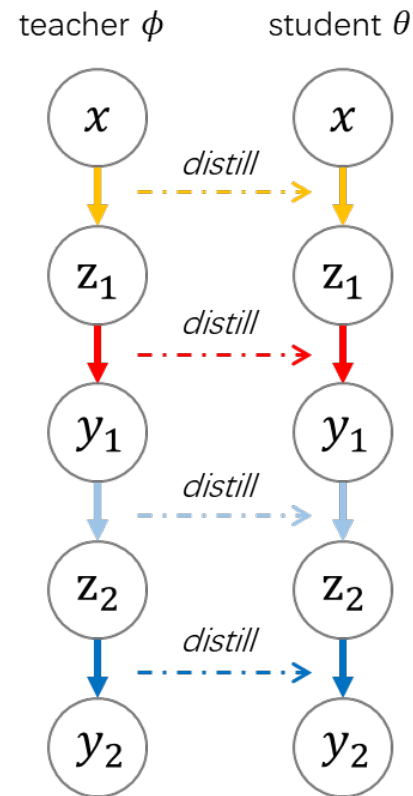 teacher ϕ student θ
x x
distill
z₁ z₁
distill
y₁ y₁
distill
z₂ z₂
distill
y₂ y₂